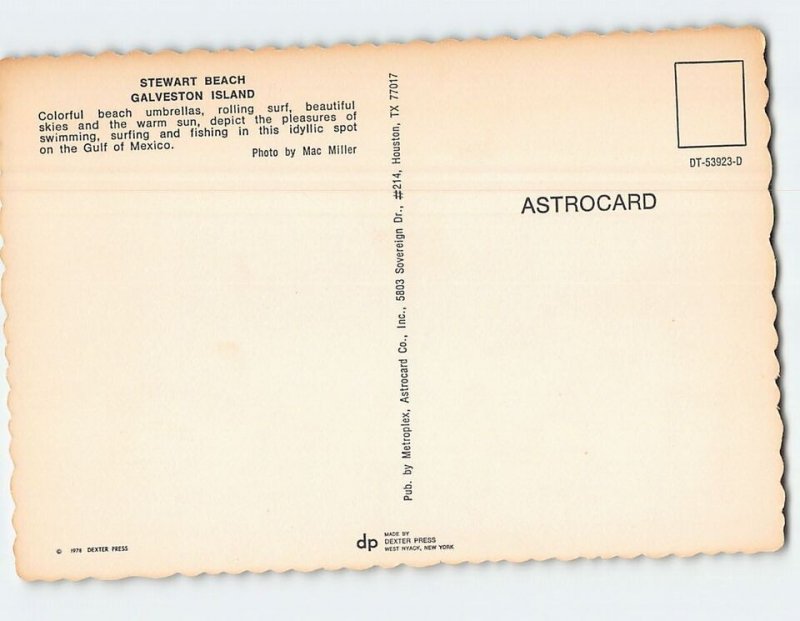 STEWART BEACH
GALVESTON ISLAND
Colorful beach umbrellas, rolling surf, beautiful
skies and the warm sun, depict the pleasures of
swimming, surfing and fishing in this idyllic spot
on the Gulf of Mexico.
Photo by Mac Miller
© 1978 DEXTER PRESS
Pub. by Metroplex, Astrocard Co., Inc., 5803 Sovereign Dr., #214, Houston, TX 77017
dp
MADE BY
DEXTER PRESS
WEST NYACK, NEW YORK
DT-53923-D
ASTROCARD